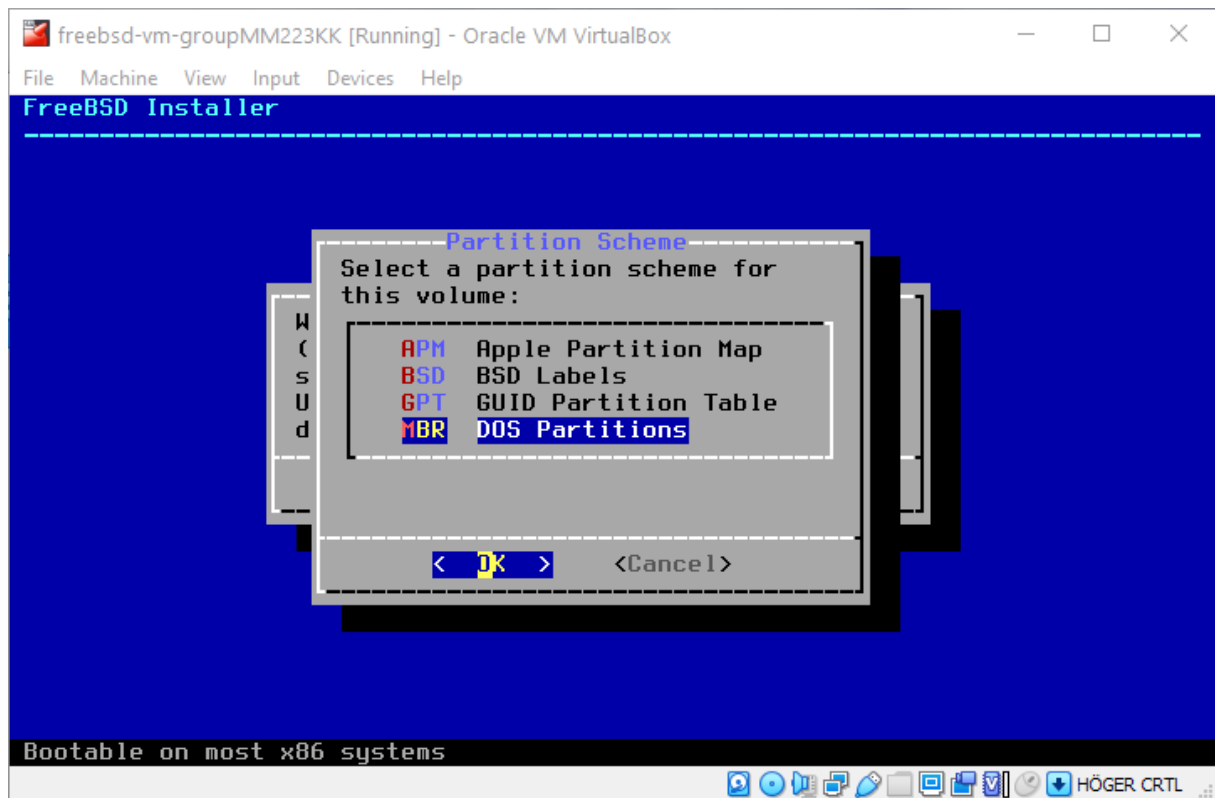 freebsd-vm-groupMM223KK [Running] - Oracle VM VirtualBox
File Machine View Input Devices Help
FreeBSD Installer
Partition Scheme
Select a partition scheme for
this volume:
W
(
s
U
d
APM Apple Partition Map
BSD BSD Labels
GPT GUID Partition Table
MBR DOS Partitions
< OK > <Cancel>
Bootable on most x86 systems
HÖGER CRTL